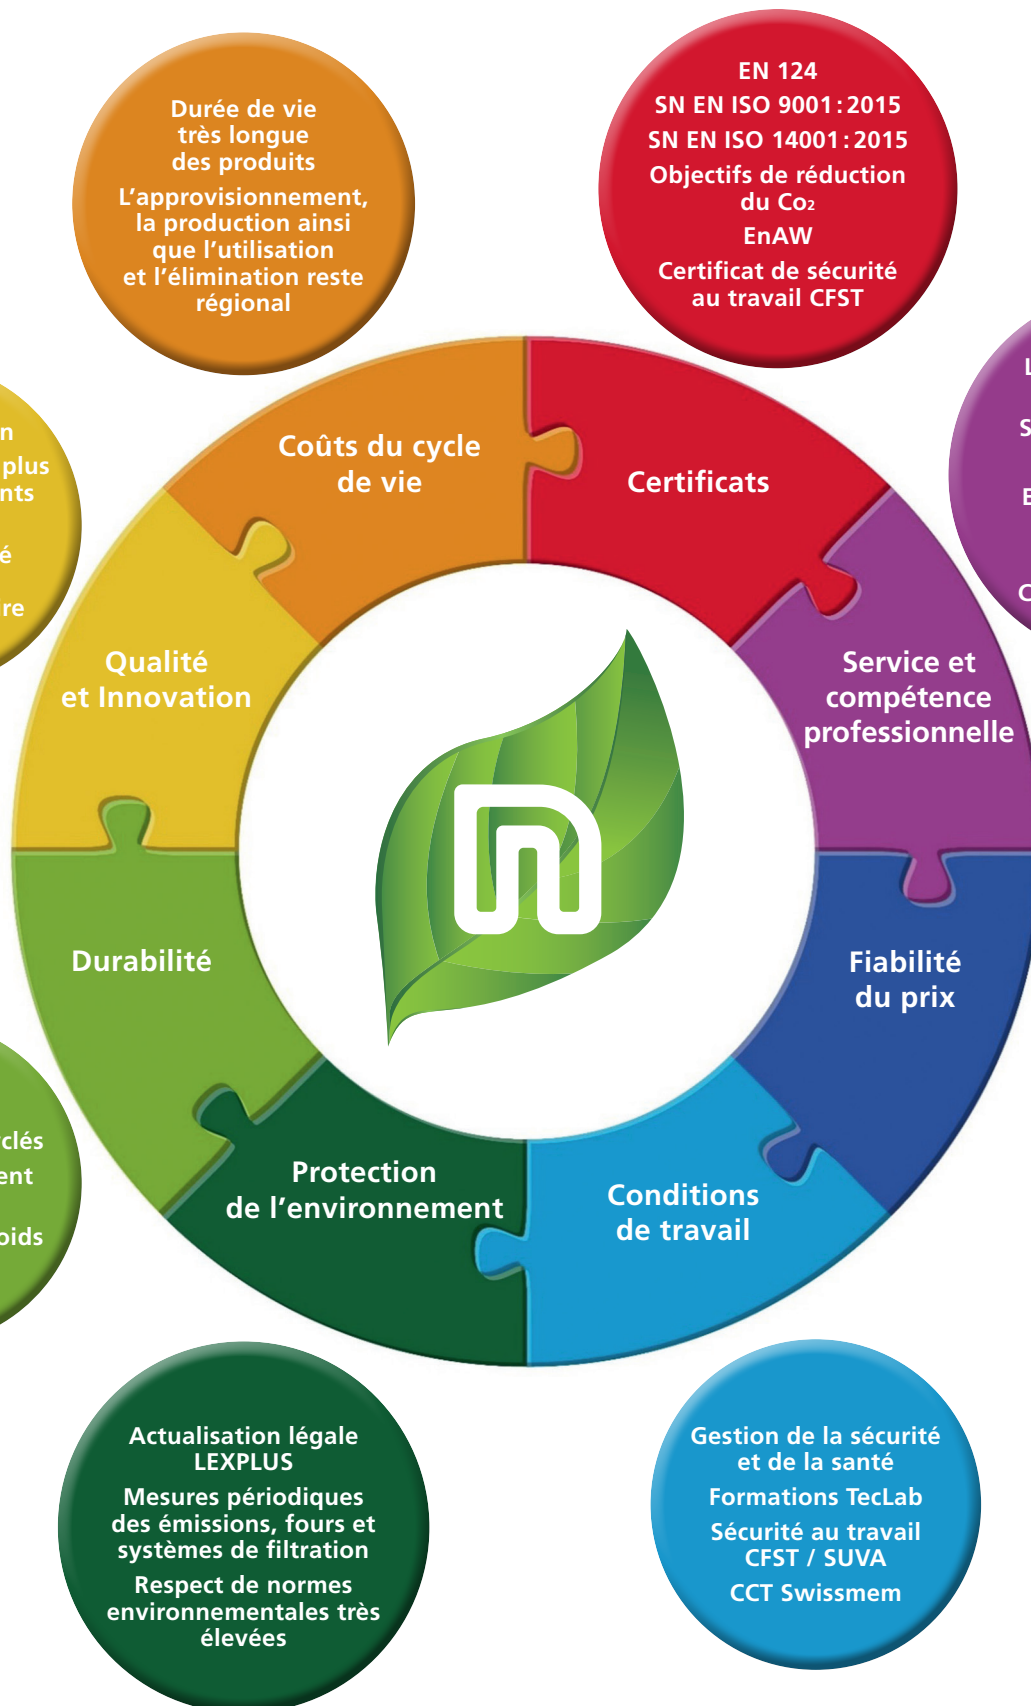 Durée de vie
très longue
des produits
L’approvisionnement,
la production ainsi
que l’utilisation
et l’élimination reste
régional
EN 124
SN EN ISO 9001:2015
SN EN ISO 14001:2015
Objectifs de réduction
du Co₂
EnAW
Certificat de sécurité
au travail CFST
plus
Coûts du cycle
de vie
Certificats
Qualité
et Innovation
Service et
compétence
professionnelle
n
Durabilité
Fiabilité
du prix
Protection
de l’environnement
Conditions
de travail
Actualisation légale
LEXPLUS
Mesures périodiques
des émissions, fours et
systèmes de filtration
Respect de normes
environnementales très
élevées
Gestion de la sécurité
et de la santé
Formations TecLab
Sécurité au travail
CFST / SUVA
CCT Swissmem